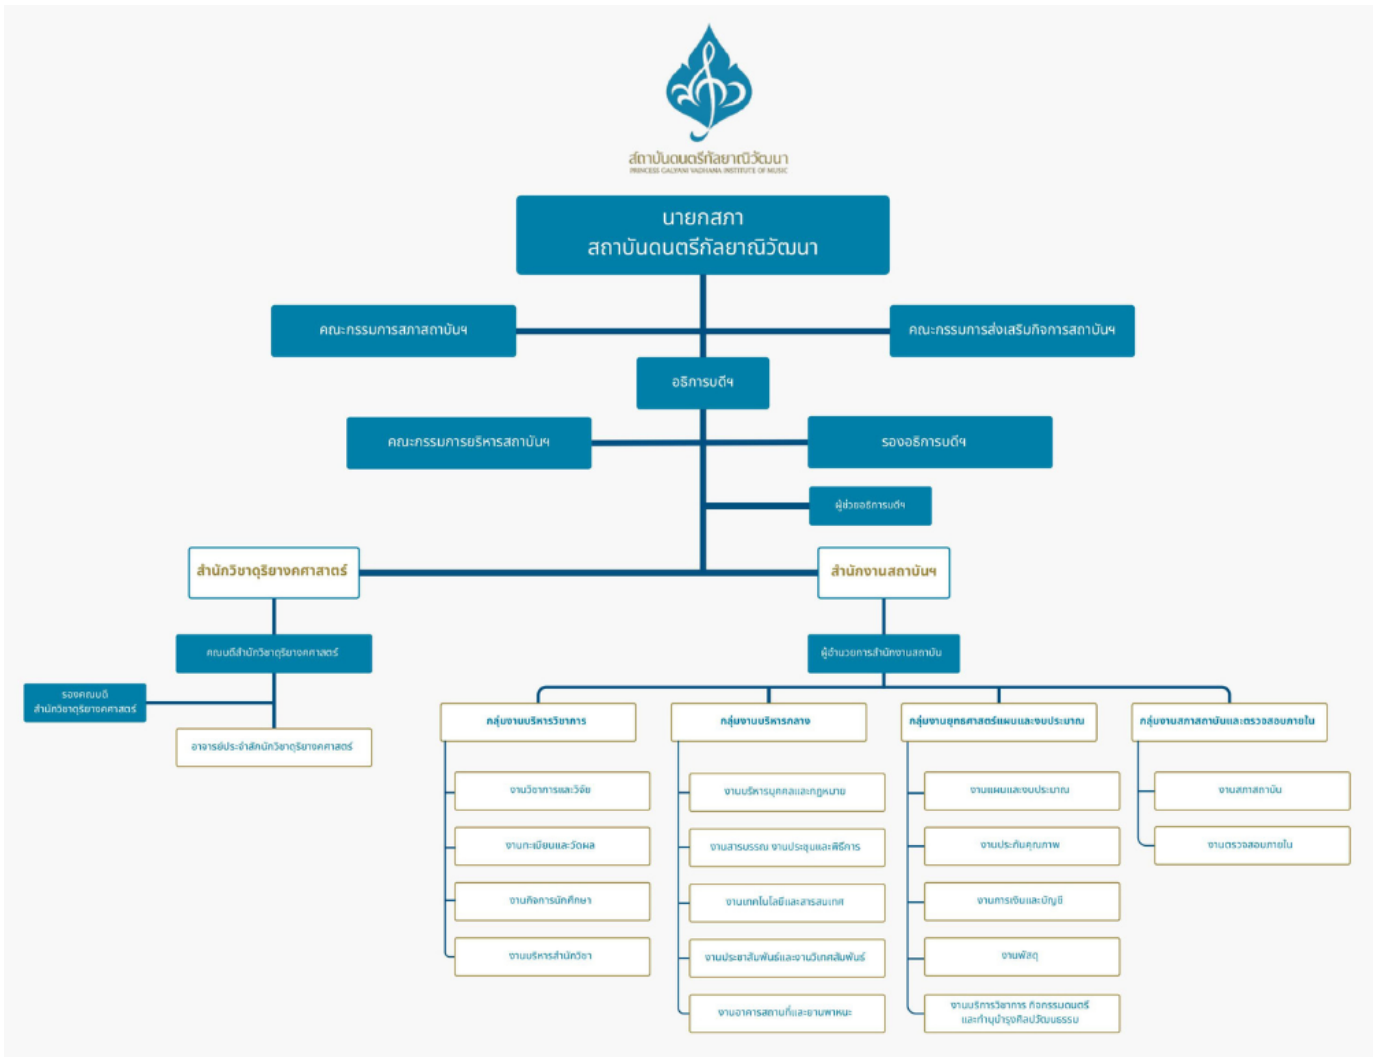 สถาบันดนตรีกัลยาณิวัฒนา
PRINCESS GALYANI VADHANA INSTITUTE OF MUSIC
นายกสภา
สถาบันดนตรีกัลยาณิวัฒนา
คณะกรรมการสภาสถาบันฯ
คณะกรรมการส่งเสริมกิจการสถาบันฯ
อธิการบดีฯ
คณะกรรมการบริหารสถาบันฯ
รองอธิการบดีฯ
ผู้ช่วยอธิการบดีฯ
สำนักวิชาดุริยางคศาสตร์
สำนักงานสถาบันฯ
คณบดีสำนักวิชาดุริยางคศาสตร์
ผู้อำนวยการสำนักงานสถาบัน
รองคณบดี
สำนักวิชาดุริยางคศาสตร์
อาจารย์ประจำสักนักวิชาดุริยางคศาสตร์
กลุ่มงานบริหารวิชาการ
งานวิชาการและวิจัย
งานทะเบียนและวัดผล
งานกิจการนักศึกษา
งานบริหารสำนักวิชา
กลุ่มงานบริหารกลาง
งานบริหารบุคคลและกฎหมาย
งานสารบรรณ งานประชุมและพิธีการ
งานเทคโนโลยีและสารสนเทศ
งานประชาสัมพันธ์และงานวิเทศสัมพันธ์
งานอาคารสถานที่และยานพาหนะ
กลุ่มงานยุทธศาสตร์แผนและงบประมาณ
งานแผนและงบประมาณ
งานประกันคุณภาพ
งานการเงินและบัญชี
งานพัสดุ
งานบริการวิชาการ กิจกรรมดนตรี
และทำนุบำรุงศิลปวัฒนธรรม
กลุ่มงานสภาสถาบันและตรวจสอบภายใน
งานสภาสถาบัน
งานตรวจสอบภายใน